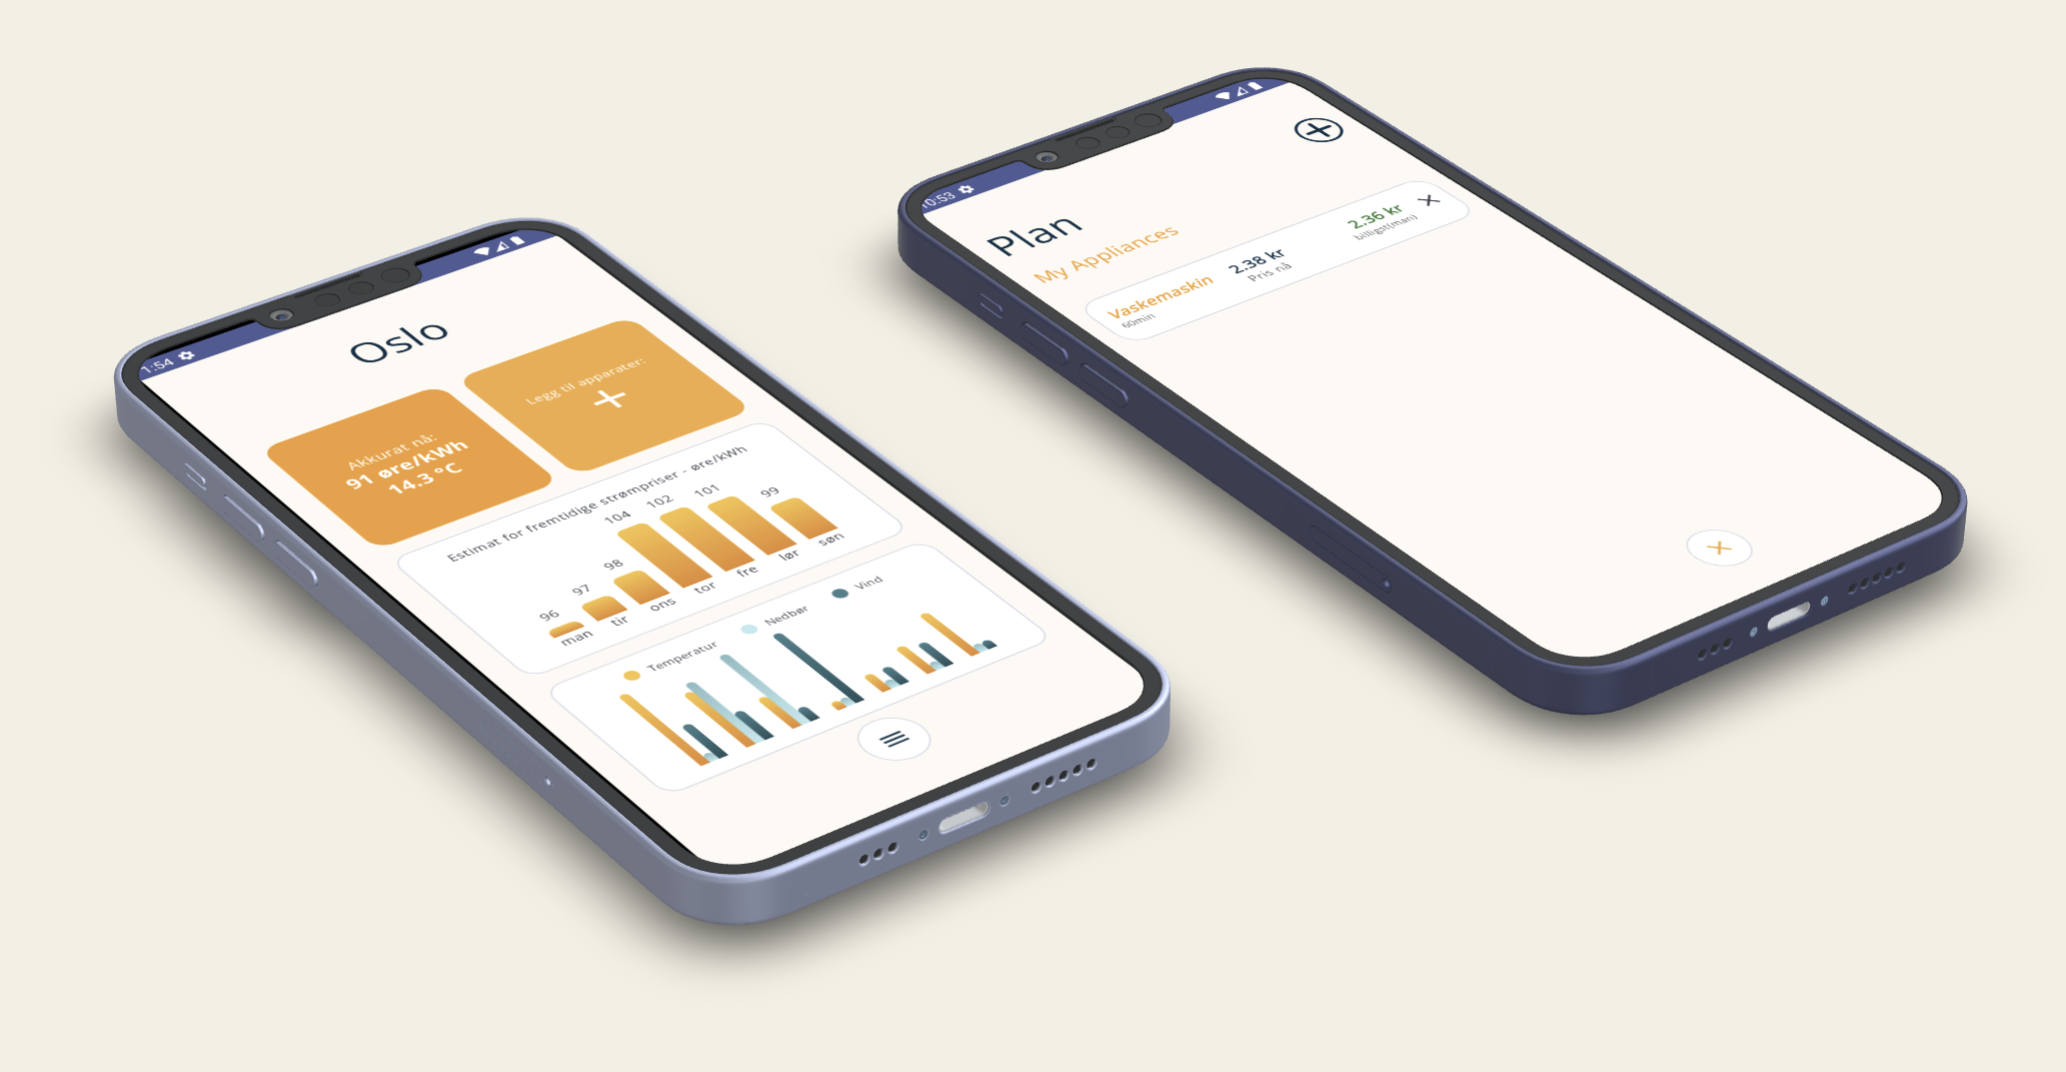 1:54
Oslo
Akkurat nå:
91 øre/kWh
14.3 °C
Legg til apparater:
Estimat for fremtidige strømpriser - øre/kWh
96 97 98 104 102 101 99
man tir ons tor fre lør søn
Temperatur Nedbør Vind
0:53
Plan
My Appliances
Vaskemaskin
60min
2.38 kr
Pris nå
2.36 kr
billigst(man)